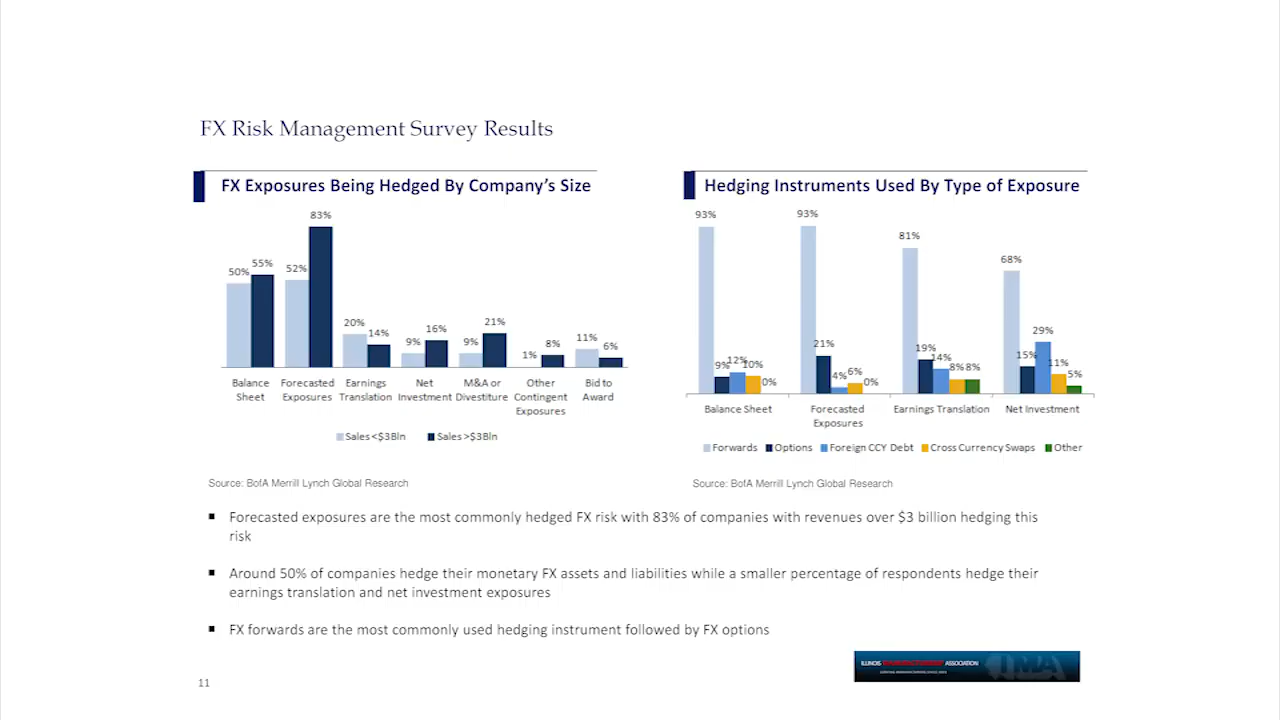 FX Risk Management Survey Results
FX Exposures Being Hedged By Company's Size
83%
50%
55%
52%
20%
14%
9%
16%
9%
21%
1%
8%
11%
6%
Balance Sheet
Forecasted Exposures
Earnings Translation
Net Investment
M&A or Divestiture
Other Contingent Exposures
Bid to Award
Sales <$3Bln
Sales >$3Bln
Source: BofA Merrill Lynch Global Research
Hedging Instruments Used By Type of Exposure
93%
9%
12%
10%
0%
93%
21%
4%
6%
0%
81%
19%
14%
8%
8%
68%
15%
29%
11%
5%
Balance Sheet
Forecasted Exposures
Earnings Translation
Net Investment
Forwards
Options
Foreign CCY Debt
Cross Currency Swaps
Other
Source: BofA Merrill Lynch Global Research
Forecasted exposures are the most commonly hedged FX risk with 83% of companies with revenues over $3 billion hedging this
risk
Around 50% of companies hedge their monetary FX assets and liabilities while a smaller percentage of respondents hedge their
earnings translation and net investment exposures
FX forwards are the most commonly used hedging instrument followed by FX options
ILLINOIS ASSOCIATION
11